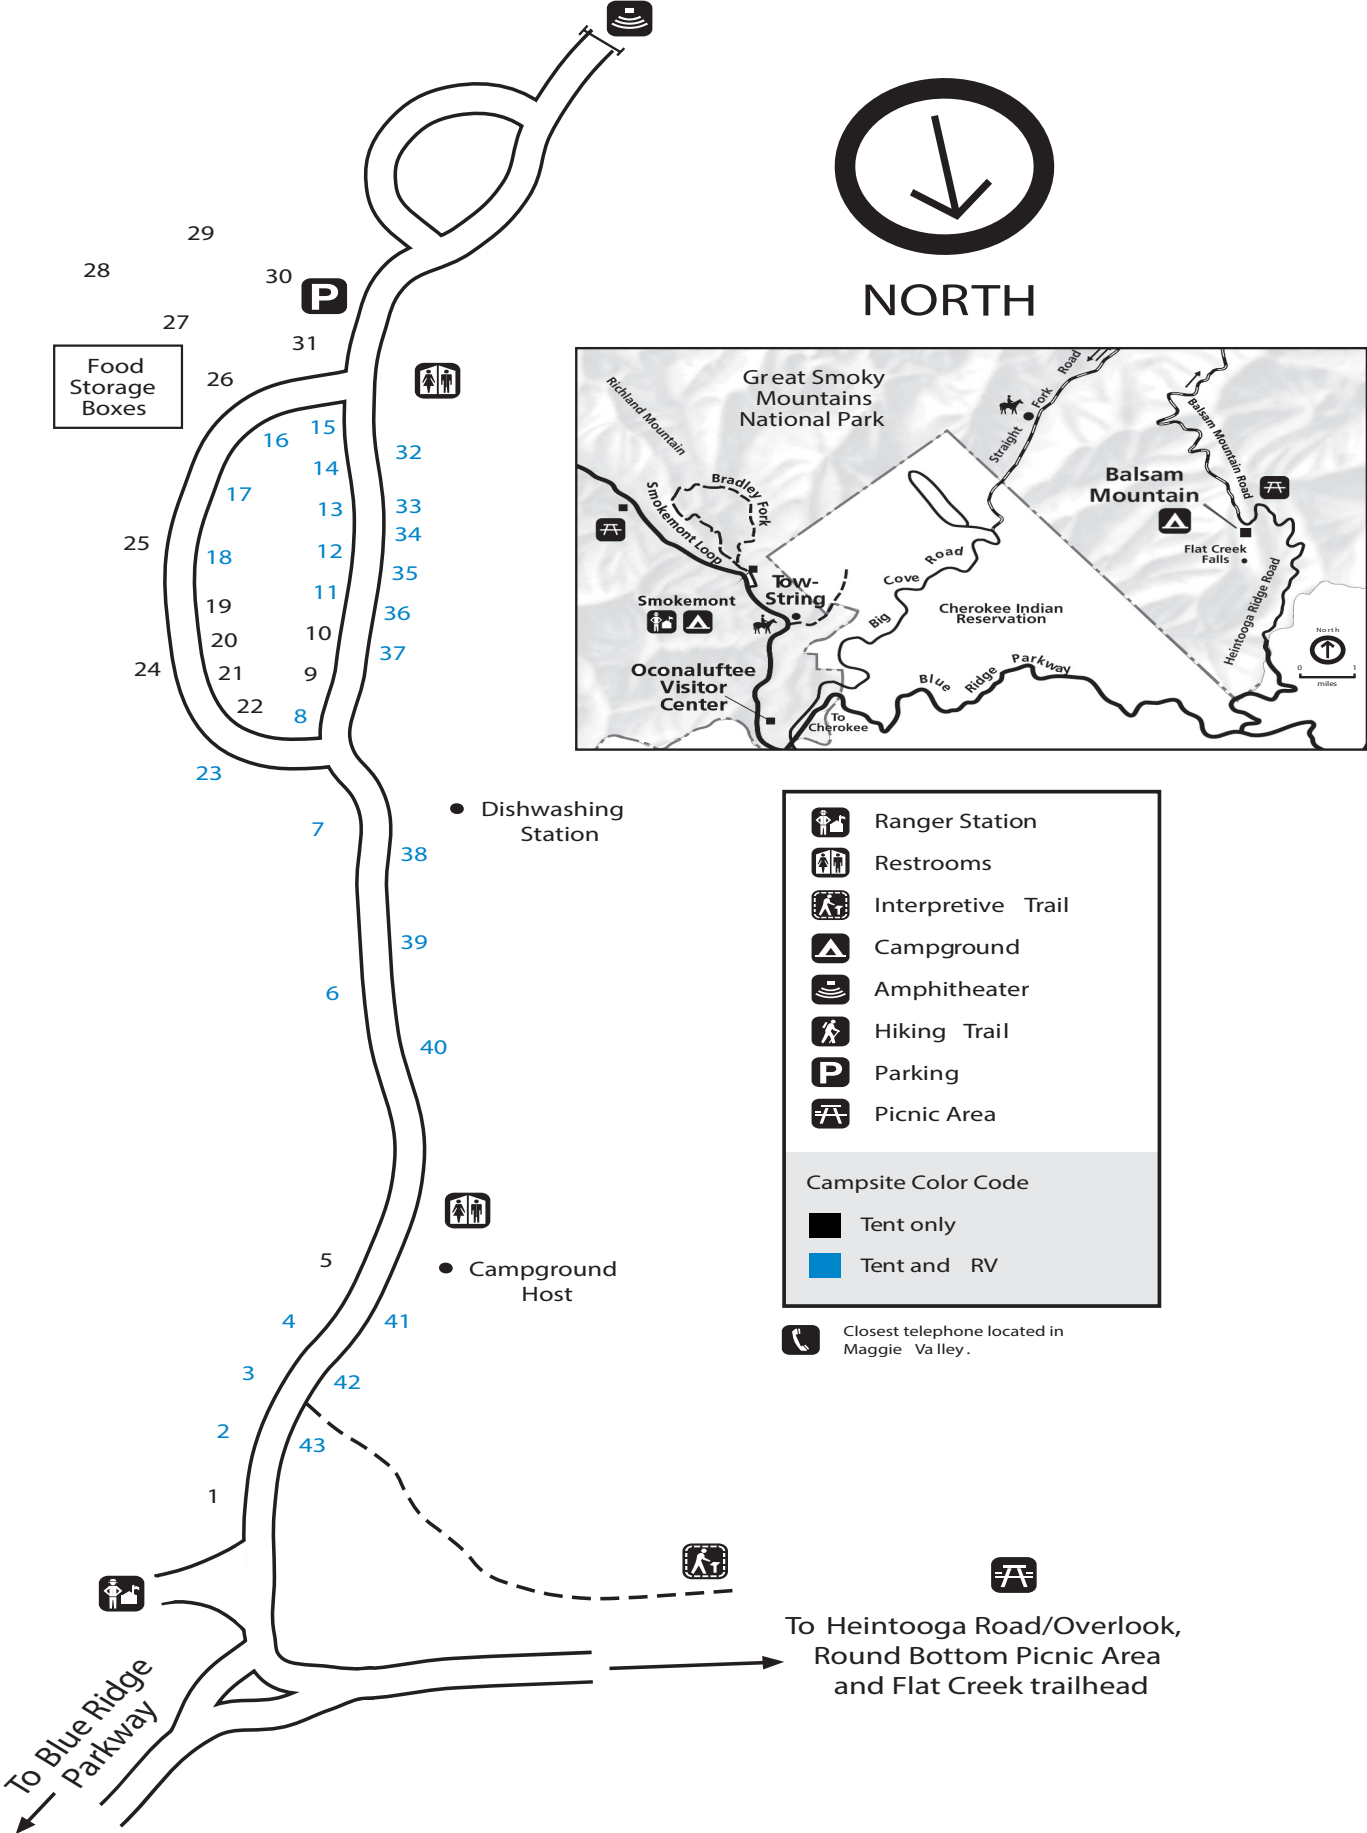 NORTH
29
28
30
P
27
31
Food
Storage
Boxes
26
15
16
32
14
17
13
33
34
25
12
18
35
11
19
36
10
20
37
24
21
9
22
8
23
7
Dishwashing
Station
38
39
6
40
5
Campground
Host
4
41
3
42
2
43
1
To Blue Ridge
Parkway
To Heintooga Road/Overlook,
Round Bottom Picnic Area
and Flat Creek trailhead
Great Smoky
Mountains
National Park
Richland Mountain
Bradley Fork
Smokemont Loop
Smokemont
Tow-
String
Oconaluftee
Visitor
Center
To
Cherokee
Straight Fork Road
Big Cove Road
Cherokee Indian
Reservation
Blue Ridge Parkway
Balsam
Mountain
Balsam Mountain Road
Flat Creek
Falls
Heintooga Ridge Road
North
0 1
miles
Ranger Station
Restrooms
Interpretive Trail
Campground
Amphitheater
Hiking Trail
P Parking
Picnic Area
Campsite Color Code
Tent only
Tent and RV
Closest telephone located in
Maggie Valley.